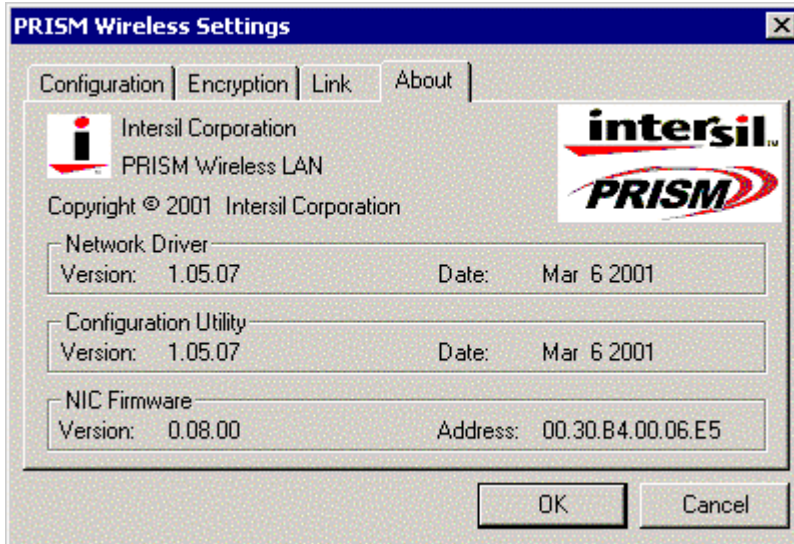 PRISM Wireless Settings
Configuration Encryption Link About
Intersil Corporation
PRISM Wireless LAN
intersil™
PRISM
Copyright © 2001 Intersil Corporation
Network Driver
Version: 1.05.07 Date: Mar 6 2001
Configuration Utility
Version: 1.05.07 Date: Mar 6 2001
NIC Firmware
Version: 0.08.00 Address: 00.30.B4.00.06.E5
OK Cancel